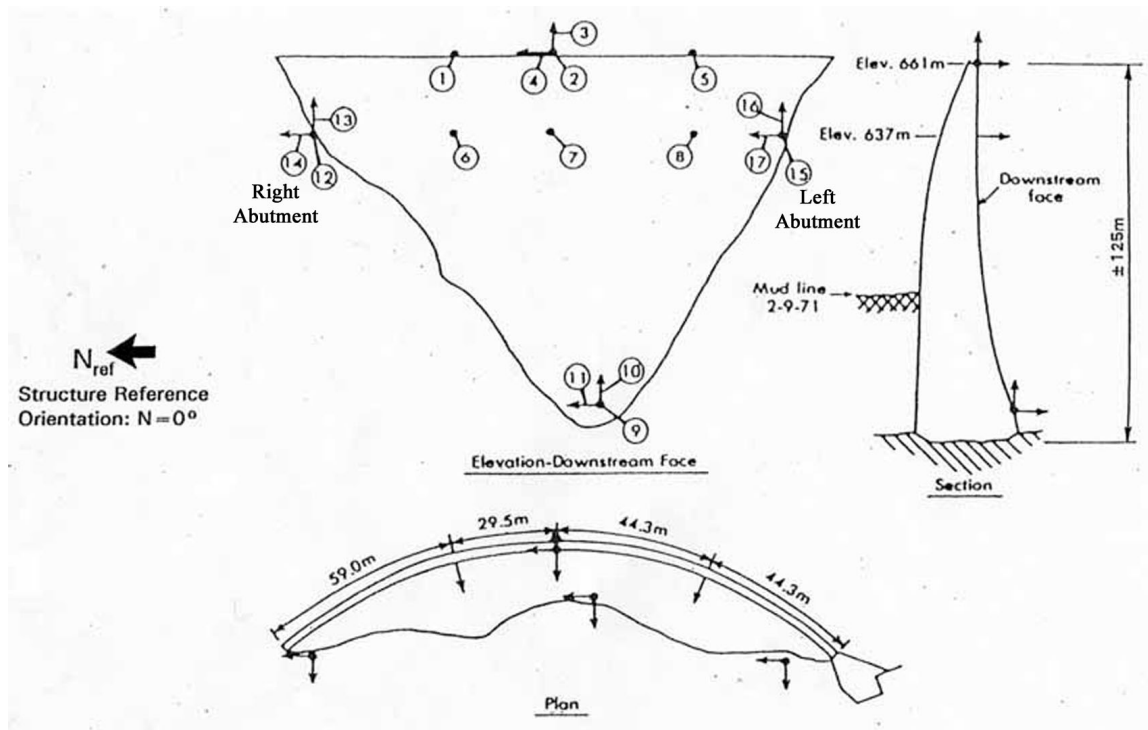 3
1
4
2
5
13
14
12
6
7
8
16
17
15
Right
Abutment
Left
Abutment
11
10
9
N ref
Structure Reference
Orientation: N=0°
Elevation-Downstream Face
Elev. 661m
Elev. 637m
Downstream
face
Mud line
2-9-71
±125m
Section
59.0m
29.5m
44.3m
44.3m
Plan